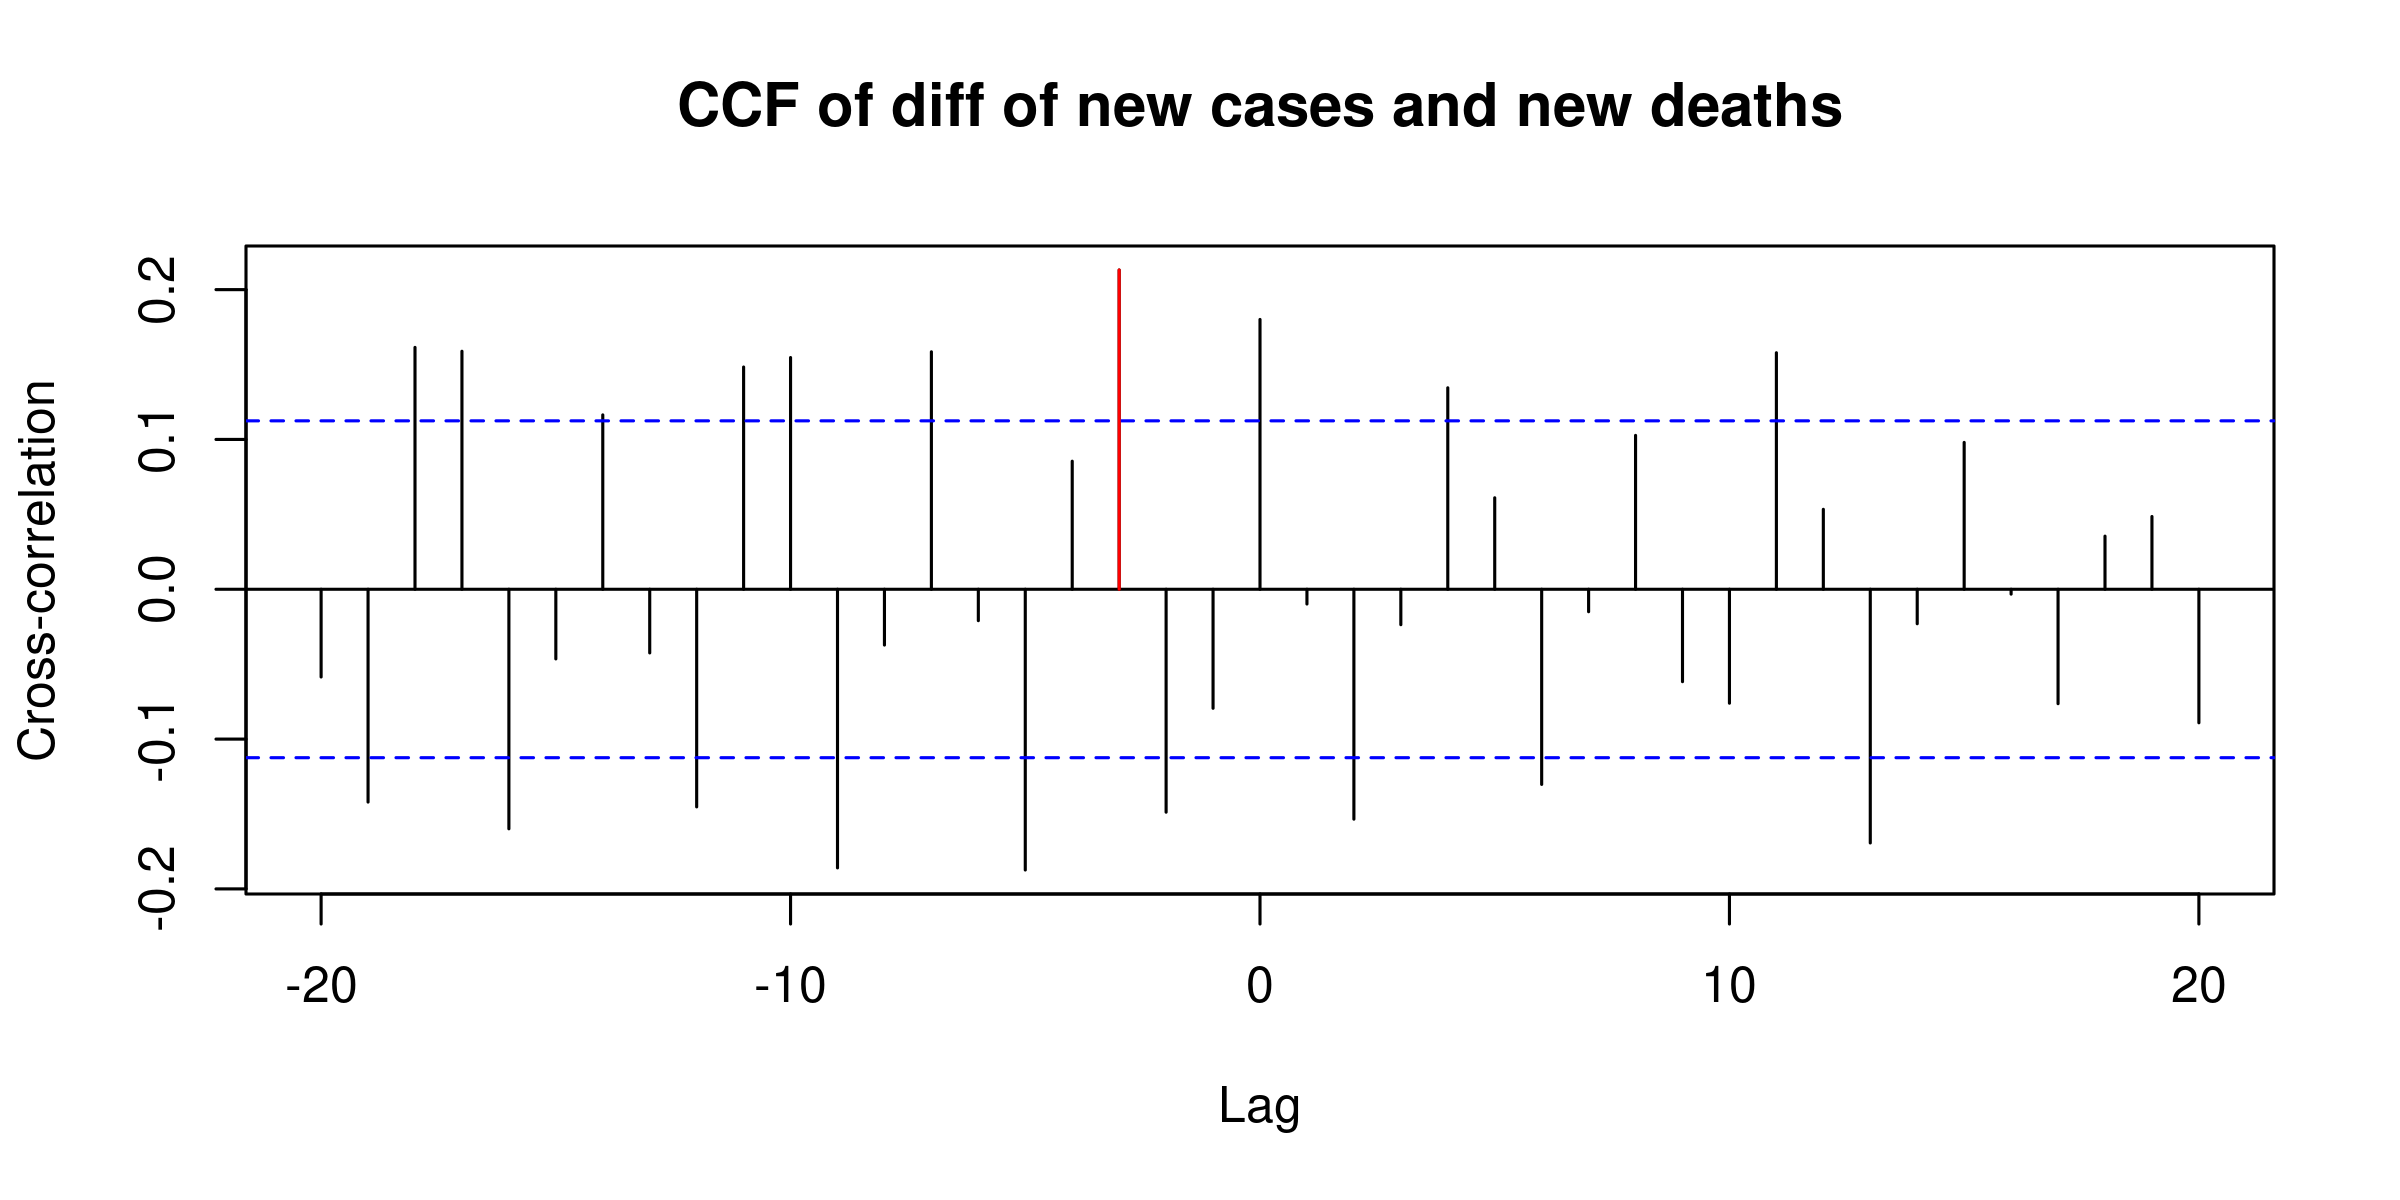 CCF of diff of new cases and new deaths
Cross-correlation
0.2
0.1
0.0
-0.1
-0.2
-20 -10 0 10 20
Lag